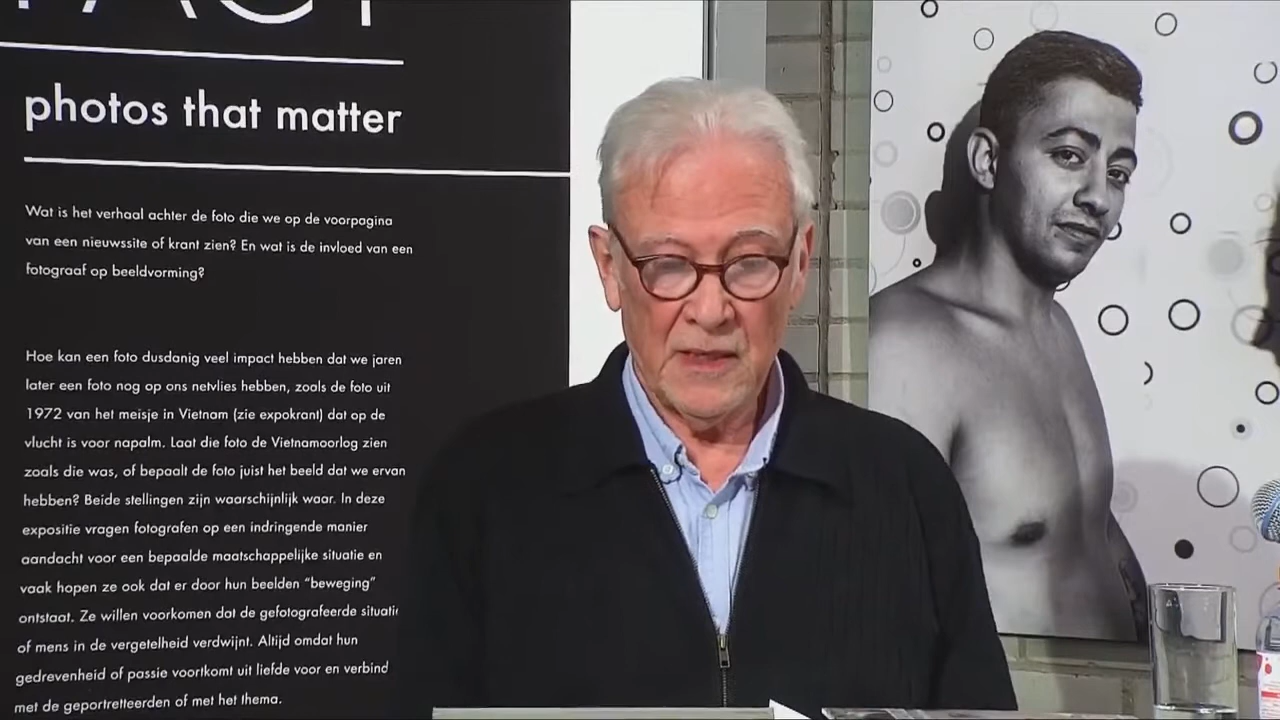 photos that matter
Wat is het verhaal achter de foto die we op de voorpagina
van een nieuwssite of krant zien? En wat is de invloed van een
fotograaf op beeldvorming?
Hoe kan een foto dusdanig veel impact hebben dat we jaren
later een foto nog op ons netvlies hebben, zoals de foto uit
1972 van het meisje in Vietnam (zie expokrant) dat op de
vlucht is voor napalm. Laat die foto de Vietnamoorlog zien
zoals die was, of bepaalt de foto juist het beeld dat we ervan
hebben? Beide stellingen zijn waarschijnlijk waar. In deze
expositie vragen fotografen op een indringende manier
aandacht voor een bepaalde maatschappelijke situatie en
vaak hopen ze ook dat er door hun beelden “beweging”
ontstaat. Ze willen voorkomen dat de gefotografeerde situatie
of mens in de vergetelheid verdwijnt. Altijd omdat hun
gedrevenheid of passie voortkomt uit liefde voor en verbind
met de geportretteerden of met het thema.